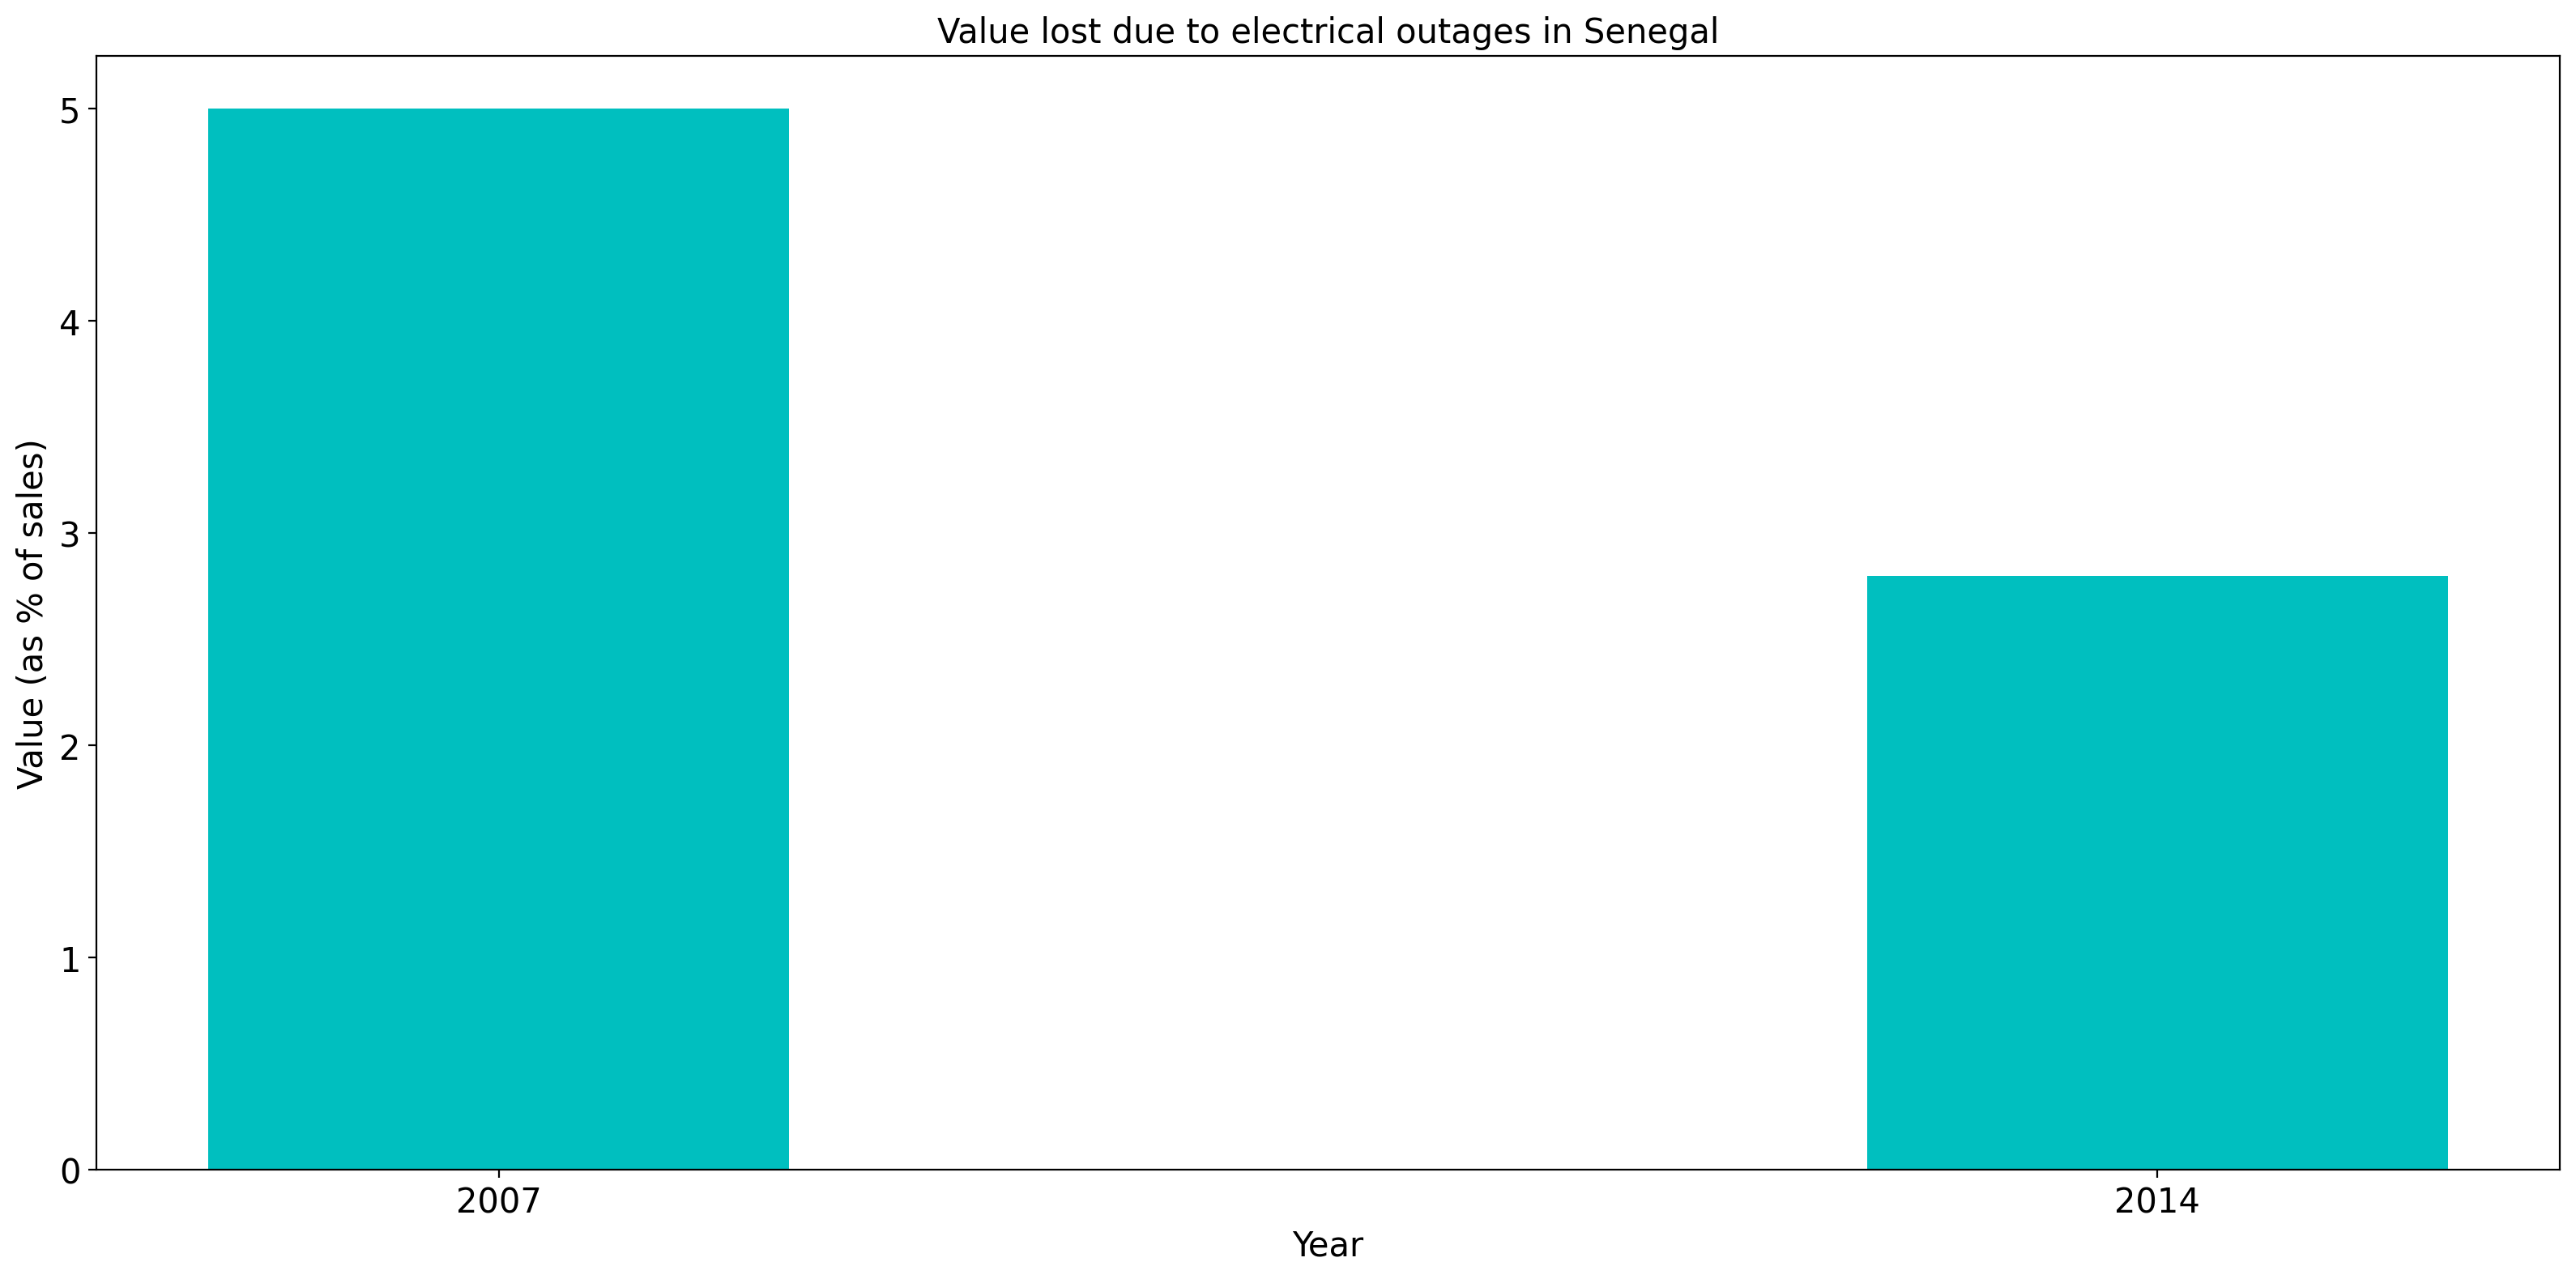 Value lost due to electrical outages in Senegal
Value (as % of sales)
5
4
3
2
1
0
2007
2014
Year